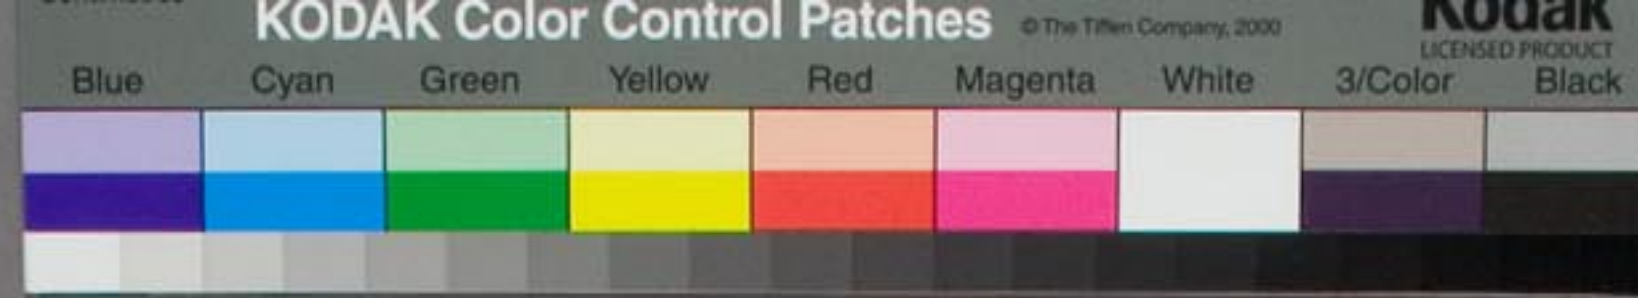 KODAK Color Control Patches © The Tiffen Company, 2000 Kodak
LICENSED PRODUCT
Blue Cyan Green Yellow Red Magenta White 3/Color Black